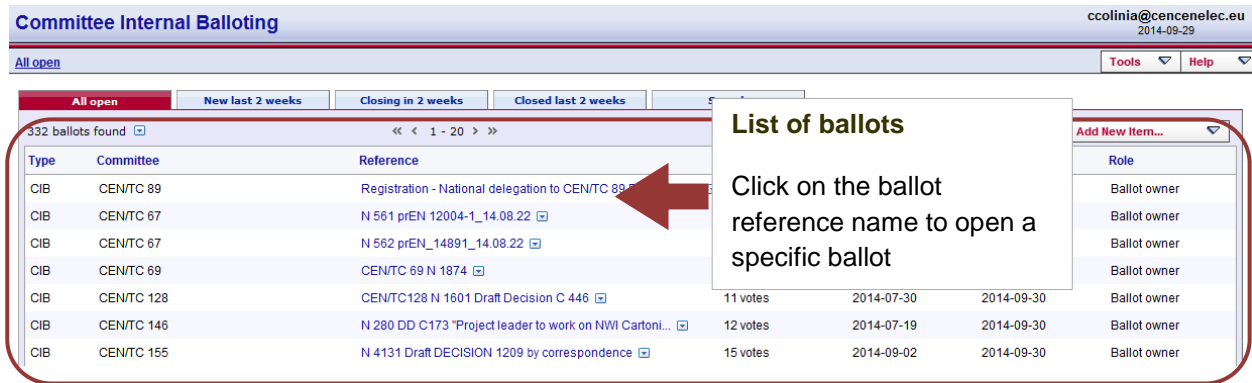 Committee Internal Balloting
ccolinia@cencenelec.eu
2014-09-29
All open
Tools Help
All open New last 2 weeks Closing in 2 weeks Closed last 2 weeks
332 ballots found « < 1 - 20 > » Add New Item...
Type Committee Reference Role
CIB CEN/TC 89 Registration - National delegation to CEN/TC 89 Ballot owner
CIB CEN/TC 67 N 561 prEN 12004-1_14.08.22 Ballot owner
CIB CEN/TC 67 N 562 prEN_14891_14.08.22 Ballot owner
CIB CEN/TC 69 CEN/TC 69 N 1874 Ballot owner
CIB CEN/TC 128 CEN/TC128 N 1601 Draft Decision C 446 11 votes 2014-07-30 2014-09-30 Ballot owner
CIB CEN/TC 146 N 280 DD C173 "Project leader to work on NWI Cartoni... 12 votes 2014-07-19 2014-09-30 Ballot owner
CIB CEN/TC 155 N 4131 Draft DECISION 1209 by correspondence 15 votes 2014-09-02 2014-09-30 Ballot owner
List of ballots
Click on the ballot
reference name to open a
specific ballot